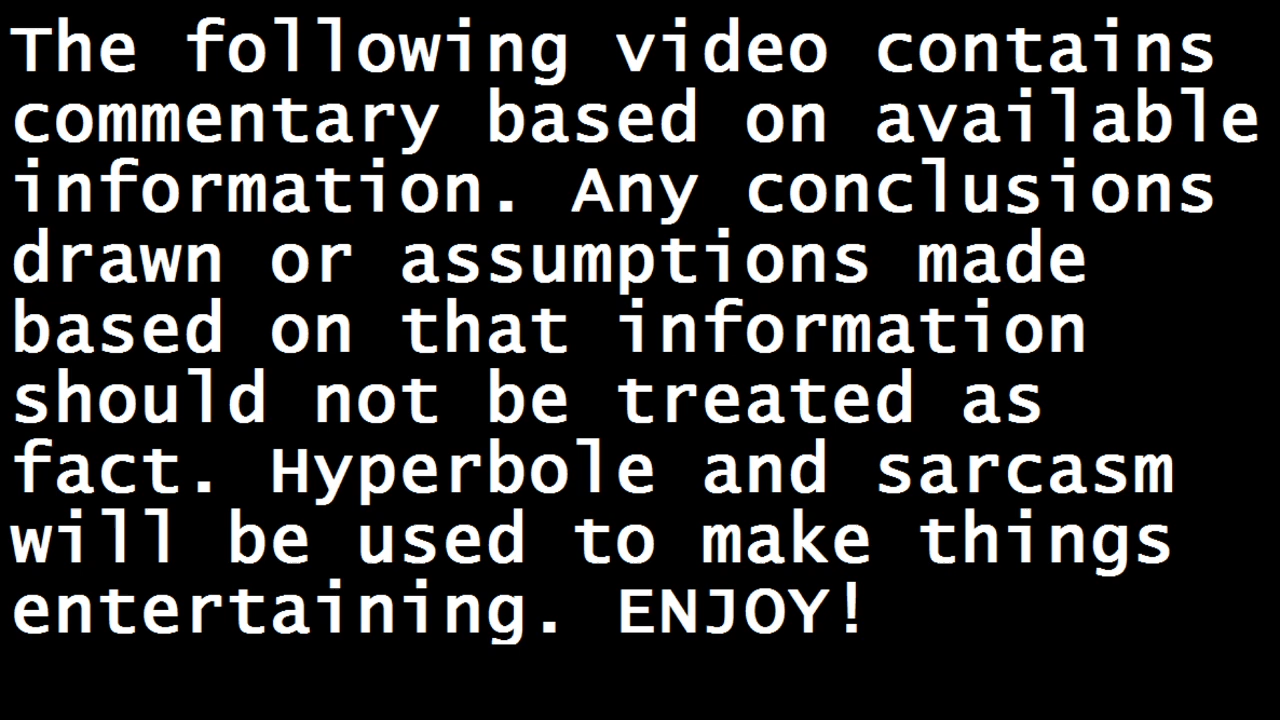 The following video contains
commentary based on available
information. Any conclusions
drawn or assumptions made
based on that information
should not be treated as
fact. Hyperbole and sarcasm
will be used to make things
entertaining. ENJOY!